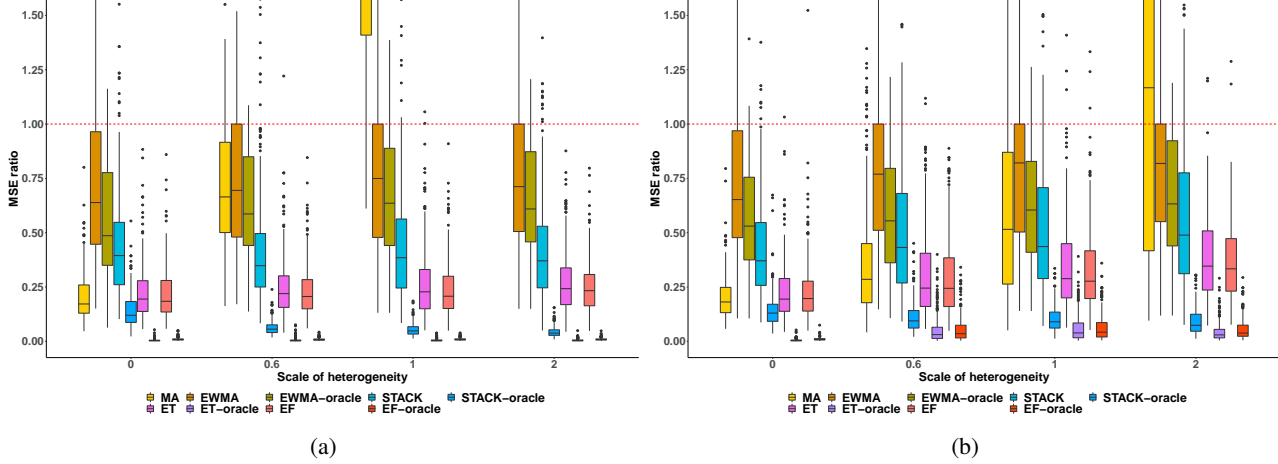 1.50
1.25
1.00
0.75
0.50
0.25
0.00
MSE ratio
0 0.6 1 2
Scale of heterogeneity
MA EWMA EWMA−oracle STACK STACK−oracle
ET ET−oracle EF EF−oracle
(a)
1.50
1.25
1.00
0.75
0.50
0.25
0.00
MSE ratio
0 0.6 1 2
Scale of heterogeneity
MA EWMA EWMA−oracle STACK STACK−oracle
ET ET−oracle EF EF−oracle
(b)